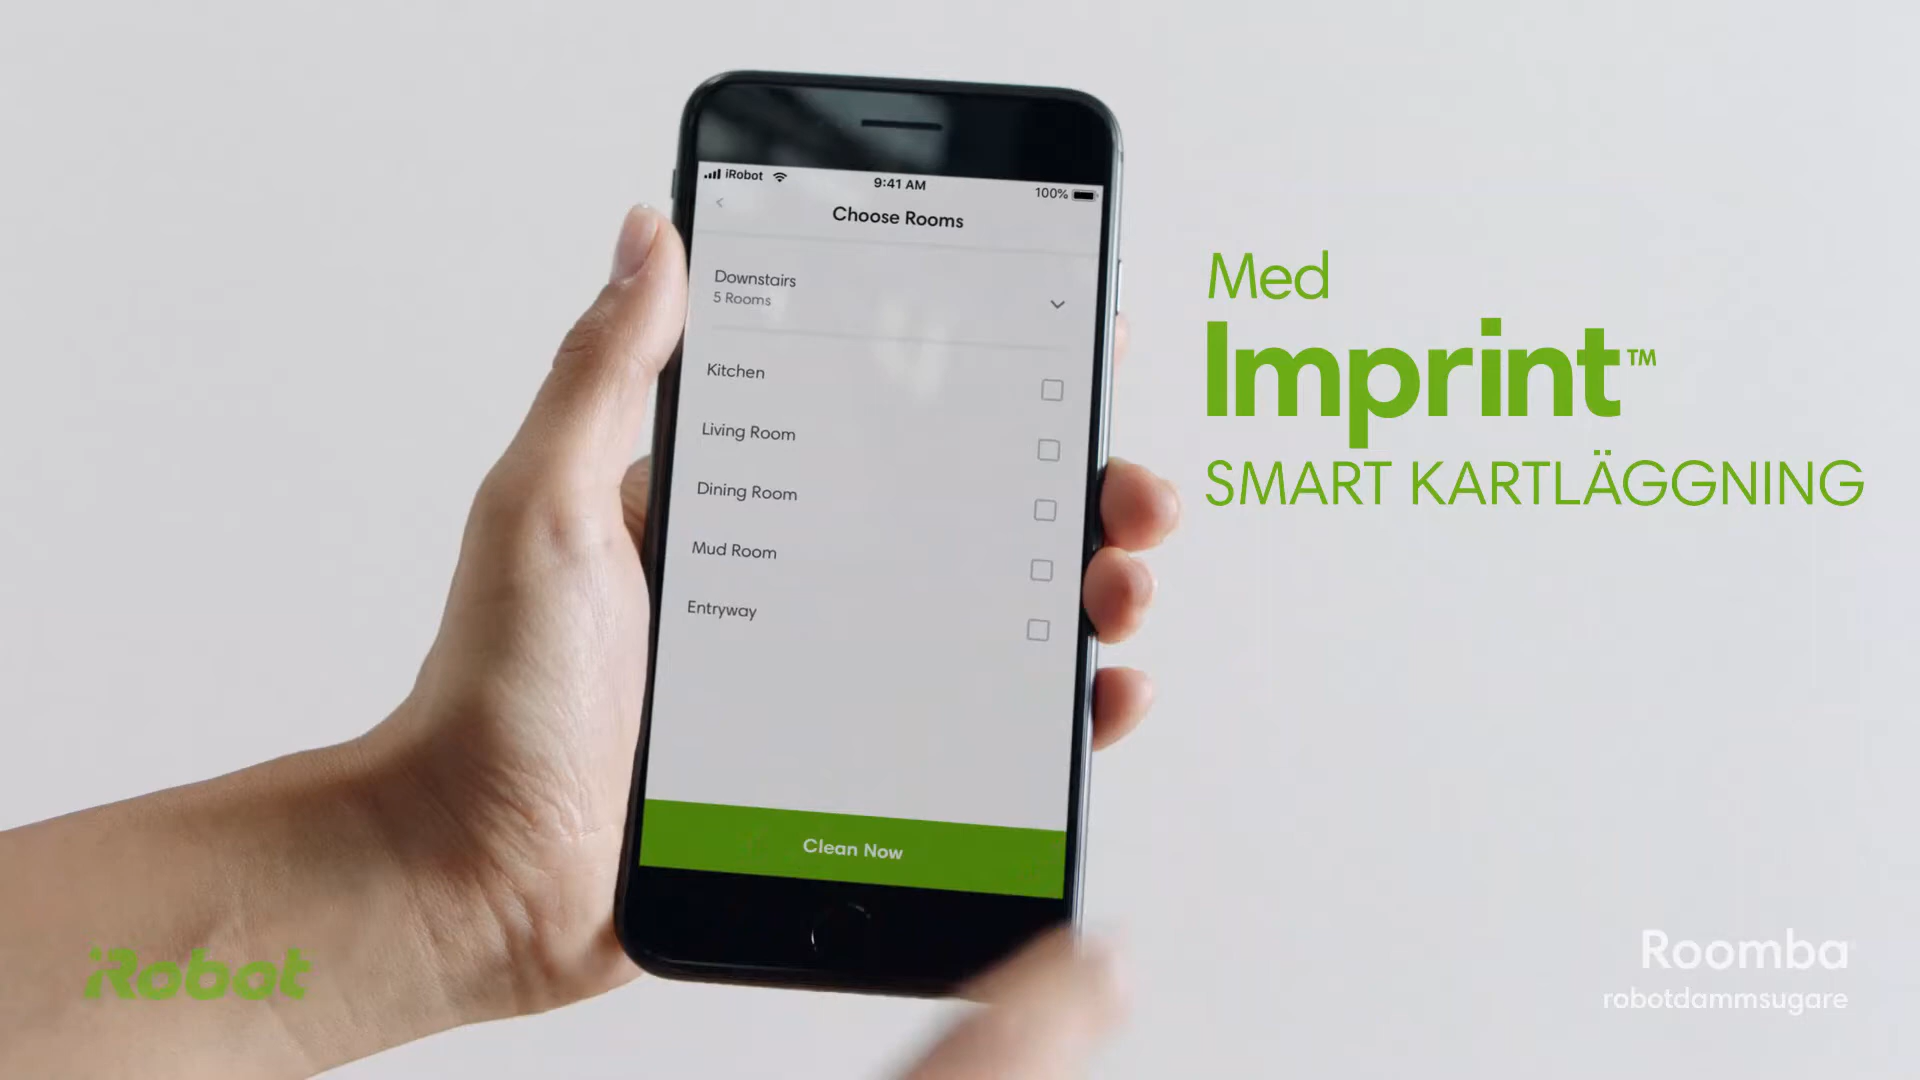 iRobot
9:41 AM
100%
<
Choose Rooms
Downstairs
5 Rooms
Kitchen
Living Room
Dining Room
Mud Room
Entryway
Clean Now
Med
Imprint™
SMART KARTLÄGGNING
iRobot
Roomba
robotdammsugare